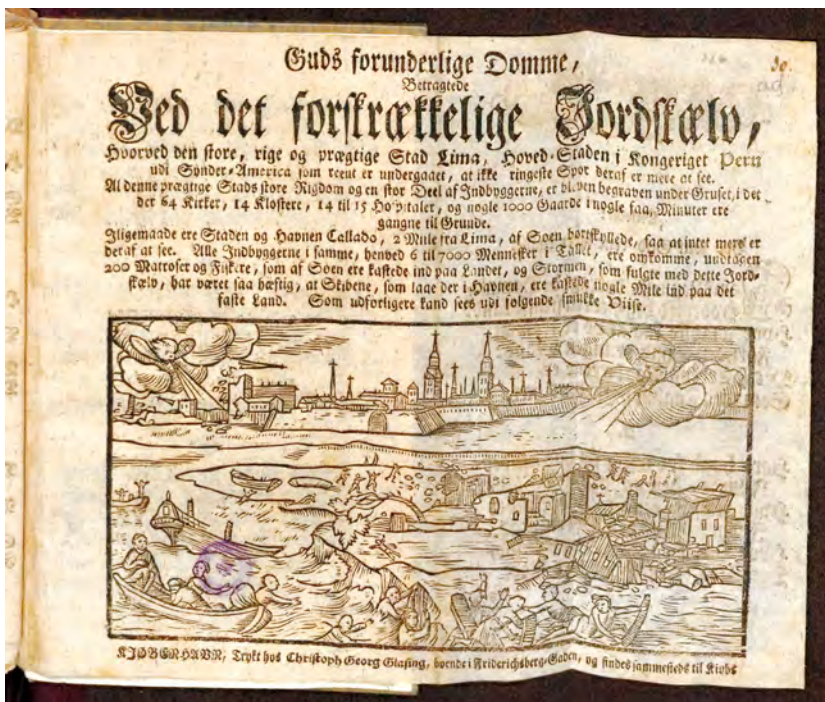 Guds forunderlige Domme,
Betragtede
Ved det forskrækkelige Jordskælv,
Hvorved den store, rige og prægtige Stad Lima, Hoved-Staden i Kongeriget Peru
udi Synder-America som reent er undergaaet, at ikke ringeste Spor deraf er mere at see.
Al denne prægtige Stads store Rigdom og en stor Deel af Indbyggerne, er bleven begraven under Gruset, i det
der 64 Kirker, 14 Klostere, 14 til 15 Hospitaler, og nogle 1000 Gaarde i nogle faa Minuter ere
gangne til Grunde.
Iligemaade ere Staden og Havnen Callado, 2 Mile fra Lima, af Søen bortskyllede, saa at intet mere er
deraf at see. Alle Indbyggerne i samme, henved 6 til 7000 Mennesker i Tallet, ere omkomme, undtagen
200 Matroser og Fiskere, som af Søen ere kastede ind paa Landet, og Stormen, som fulgte med dette Jord-
skælv, har været saa hæftig, at Skibene, som laae der i Havnen, ere kastede nogle Mile ind paa det
faste Land. Som udførligere kand sees udi følgende smukke Viise.
KIØBENHAVN, Trykt hos Christoph Georg Glasing, boende i Friderichsberg-Gaden, og findes sammesteds til Kiøbs